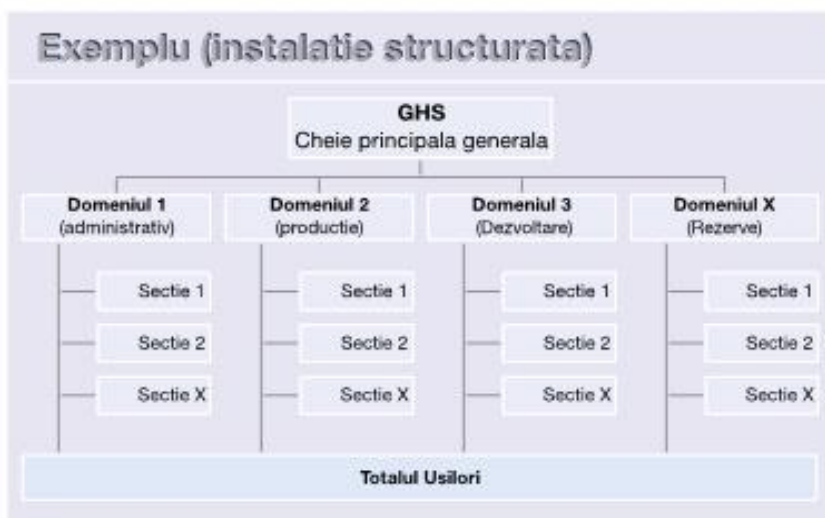 Exemplu (instalatie structurata)
GHS
Cheie principala generala
Domeniul 1
(administrativ)
Sectie 1
Sectie 2
Sectie X
Domeniul 2
(productie)
Sectie 1
Sectie 2
Sectie X
Domeniul 3
(Dezvoltare)
Sectie 1
Sectie 2
Sectie X
Domeniul X
(Rezerve)
Sectie 1
Sectie 2
Sectie X
Totalul Usilori